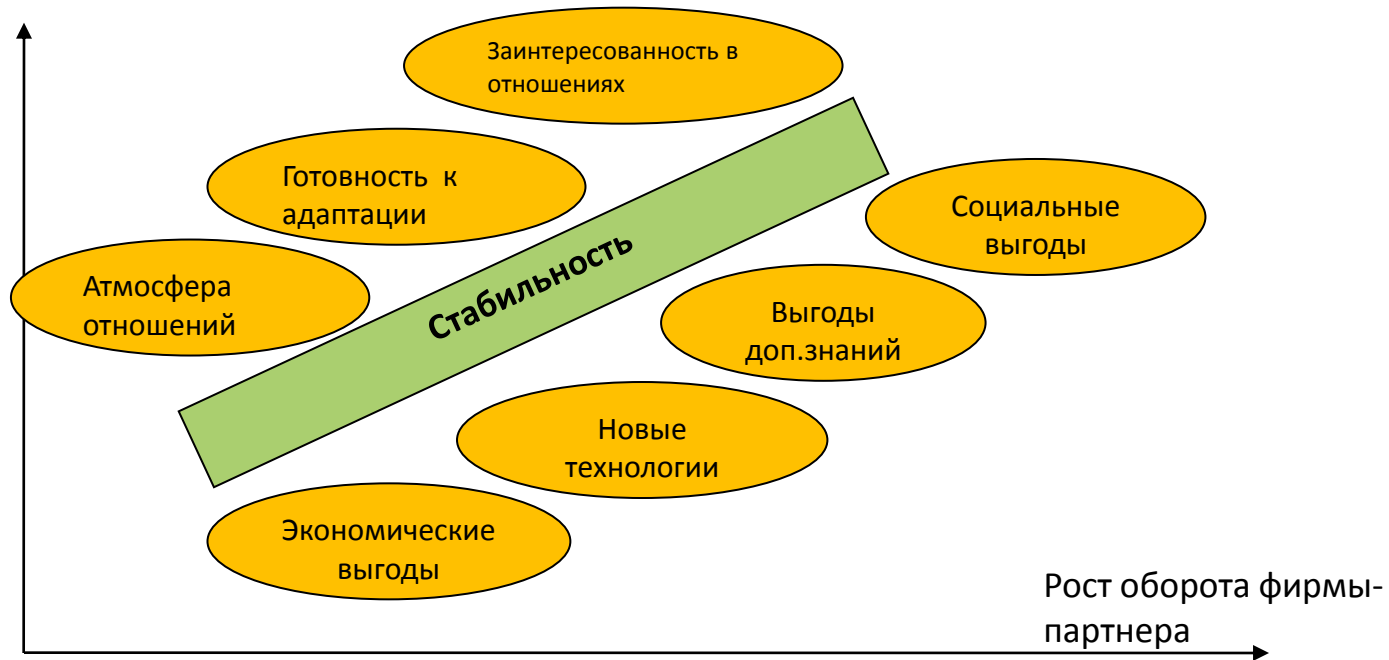 Заинтересованность в
отношениях
Готовность к
адаптации
Социальные
выгоды
Атмосфера
отношений
Стабильность
Выгоды
доп.знаний
Новые
технологии
Экономические
выгоды
Рост оборота фирмы-
партнера